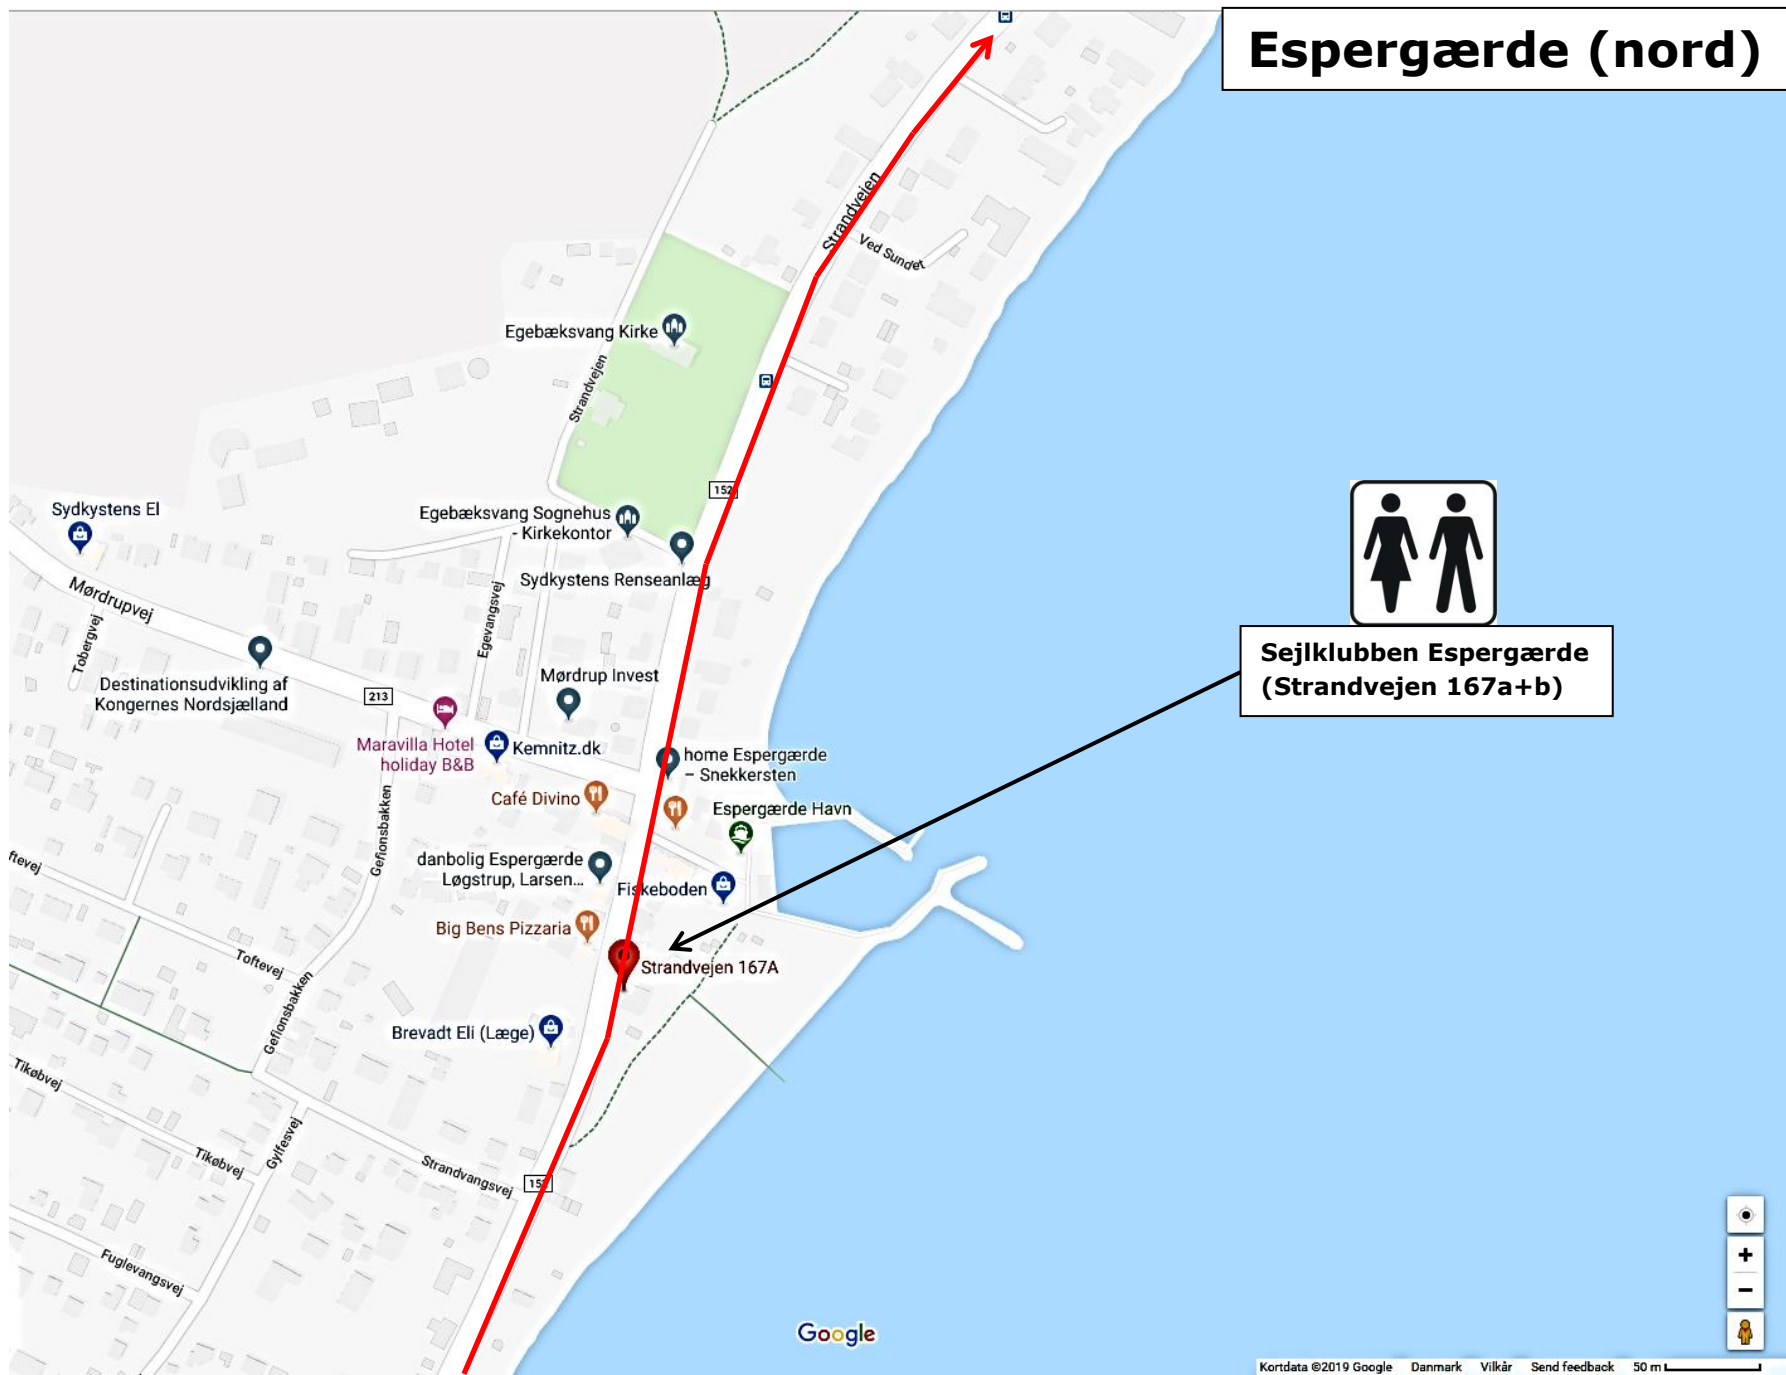 Espergærde (nord)
Strandvejen
Ved Sundet
Egebæksvang Kirke
Strandvejen
152
Sydkystens El
Egebæksvang Sognehus
- Kirkekontor
Sydkystens Renseanlæg
Mørdrupvej
Tobergvej
Egevangsvej
Destinationsudvikling af
Kongernes Nordsjælland
213
Mørdrup Invest
Maravilla Hotel
holiday B&B
Kemnitz.dk
home Espergærde
– Snekkersten
Café Divino
Espergærde Havn
Gefionsbakken
danbolig Espergærde
Løgstrup, Larsen...
Fiskeboden
Big Bens Pizzaria
Strandvejen 167A
Sejlklubben Espergærde
(Strandvejen 167a+b)
ftevej
Toftevej
Gefionsbakken
Brevadt Eli (Læge)
Tikøbvej
Tikøbvej
Gylfesvej
Strandvangsvej
152
Fuglevangsvej
Google
Kortdata ©2019 Google Danmark Vilkår Send feedback 50 m